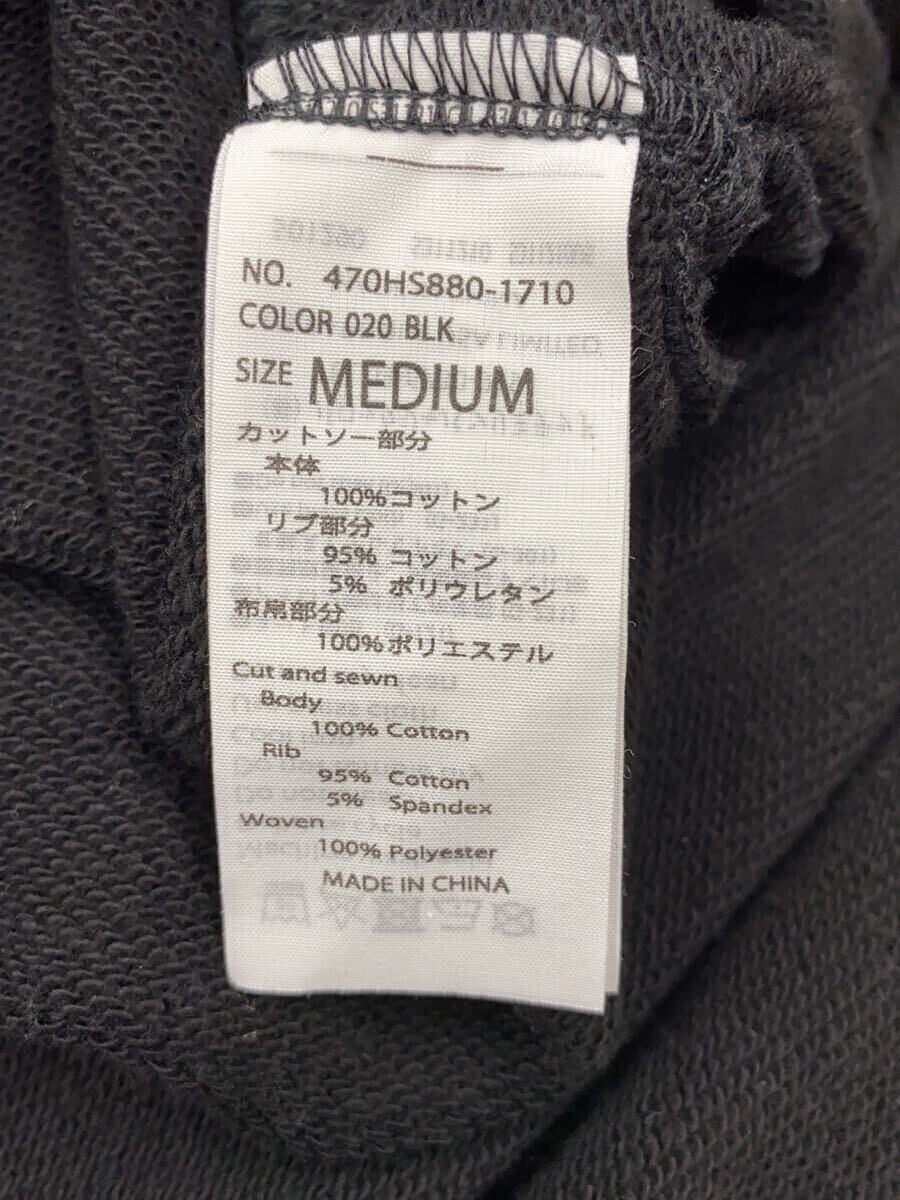 NO. 470HS880-1710
COLOR 020 BLK
SIZE MEDIUM
カットソー部分
本体
100%コットン
リブ部分
95% コットン
5% ポリウレタン
布帛部分
100%ポリエステル
Cut and sewn
Body
100% Cotton
Rib
95% Cotton
5% Spandex
Woven
100% Polyester
MADE IN CHINA